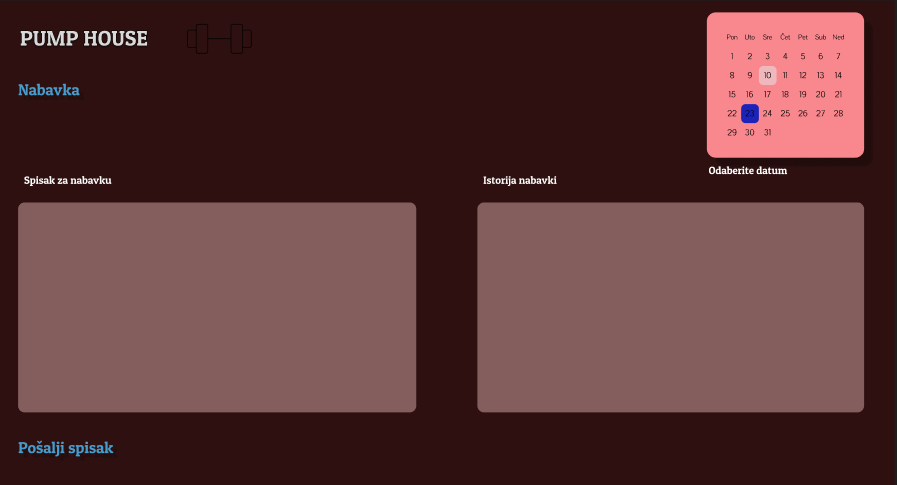 PUMP HOUSE
Nabavka
Pon Uto Sre Čet Pet Sub Ned
1 2 3 4 5 6 7
8 9 10 11 12 13 14
15 16 17 18 19 20 21
22 23 24 25 26 27 28
29 30 31
Odaberite datum
Spisak za nabavku
Istorija nabavki
Pošalji spisak